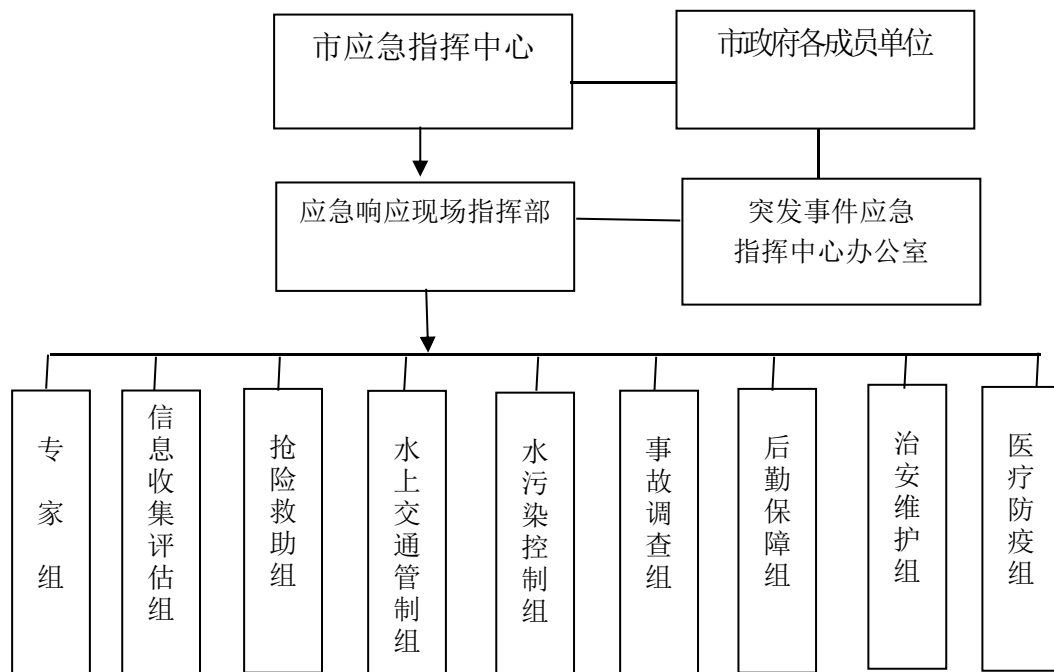 市应急指挥中心
市政府各成员单位
应急响应现场指挥部
突发事件应急
指挥中心办公室
专家组
信息收集评估组
抢险救助组
水上交通管制组
水污染控制组
事故调查组
后勤保障组
治安维护组
医疗防疫组